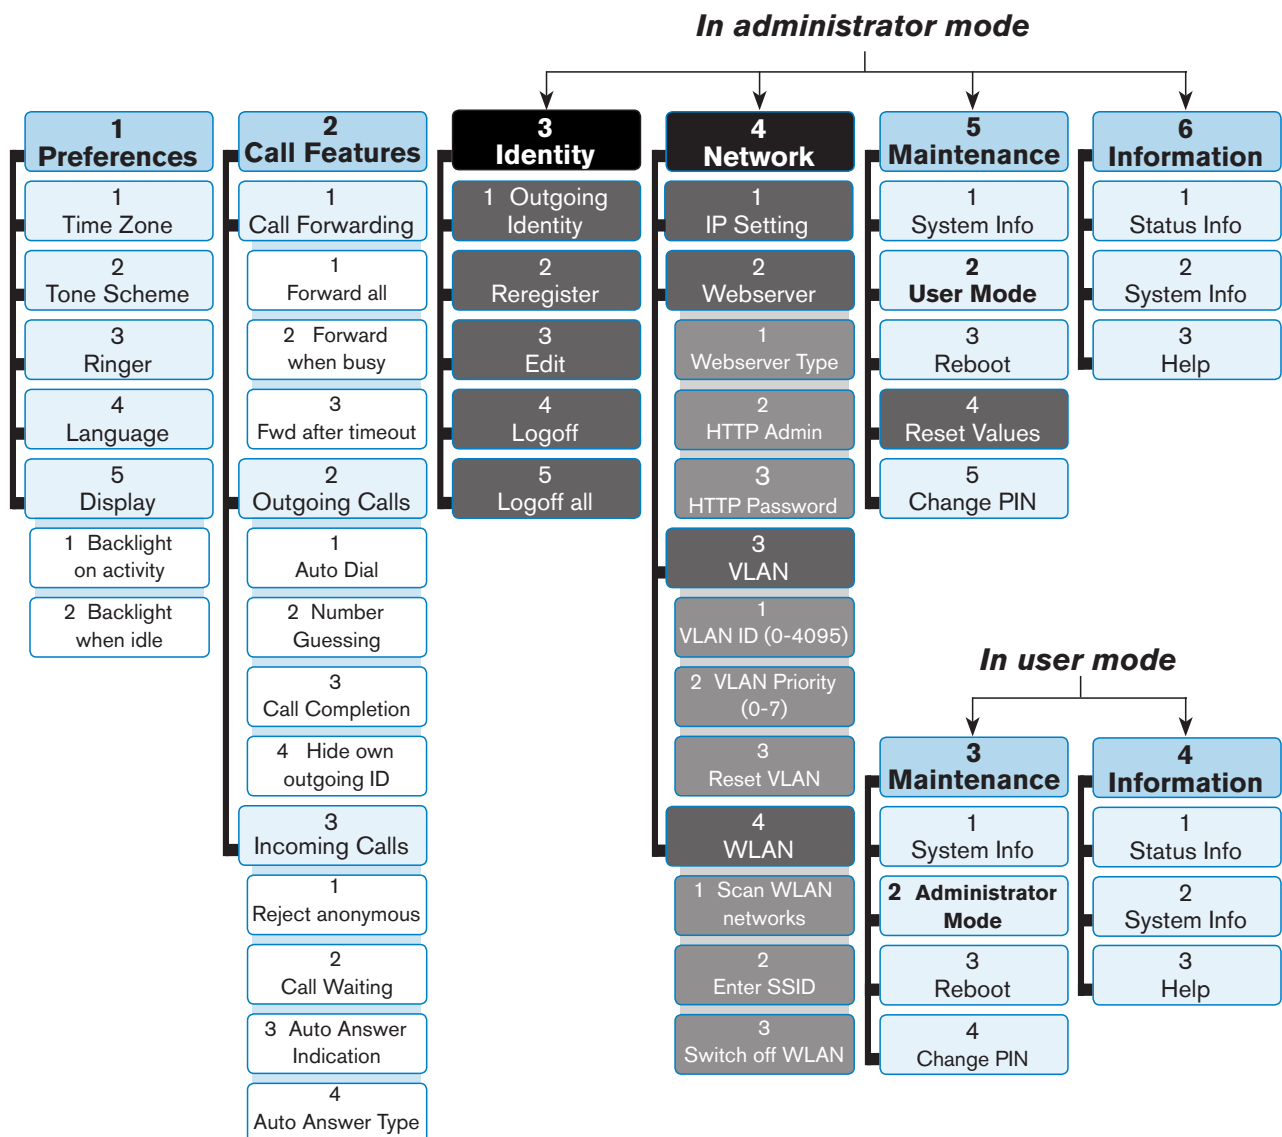 In administrator mode
1
Preferences
1
Time Zone
2
Tone Scheme
3
Ringer
4
Language
5
Display
1 Backlight
on activity
2 Backlight
when idle
2
Call Features
1
Call Forwarding
1
Forward all
2 Forward
when busy
3
Fwd after timeout
2
Outgoing Calls
1
Auto Dial
2 Number
Guessing
3
Call Completion
4 Hide own
outgoing ID
3
Incoming Calls
1
Reject anonymous
2
Call Waiting
3 Auto Answer
Indication
4
Auto Answer Type
3
Identity
1 Outgoing
Identity
2
Reregister
3
Edit
4
Logoff
5
Logoff all
4
Network
1
IP Setting
2
Webserver
1
Webserver Type
2
HTTP Admin
3
HTTP Password
3
VLAN
1
VLAN ID (0-4095)
2 VLAN Priority
(0-7)
3
Reset VLAN
4
WLAN
1 Scan WLAN
networks
2
Enter SSID
3
Switch off WLAN
5
Maintenance
1
System Info
2
User Mode
3
Reboot
4
Reset Values
5
Change PIN
6
Information
1
Status Info
2
System Info
3
Help
In user mode
3
Maintenance
1
System Info
2 Administrator
Mode
3
Reboot
4
Change PIN
4
Information
1
Status Info
2
System Info
3
Help